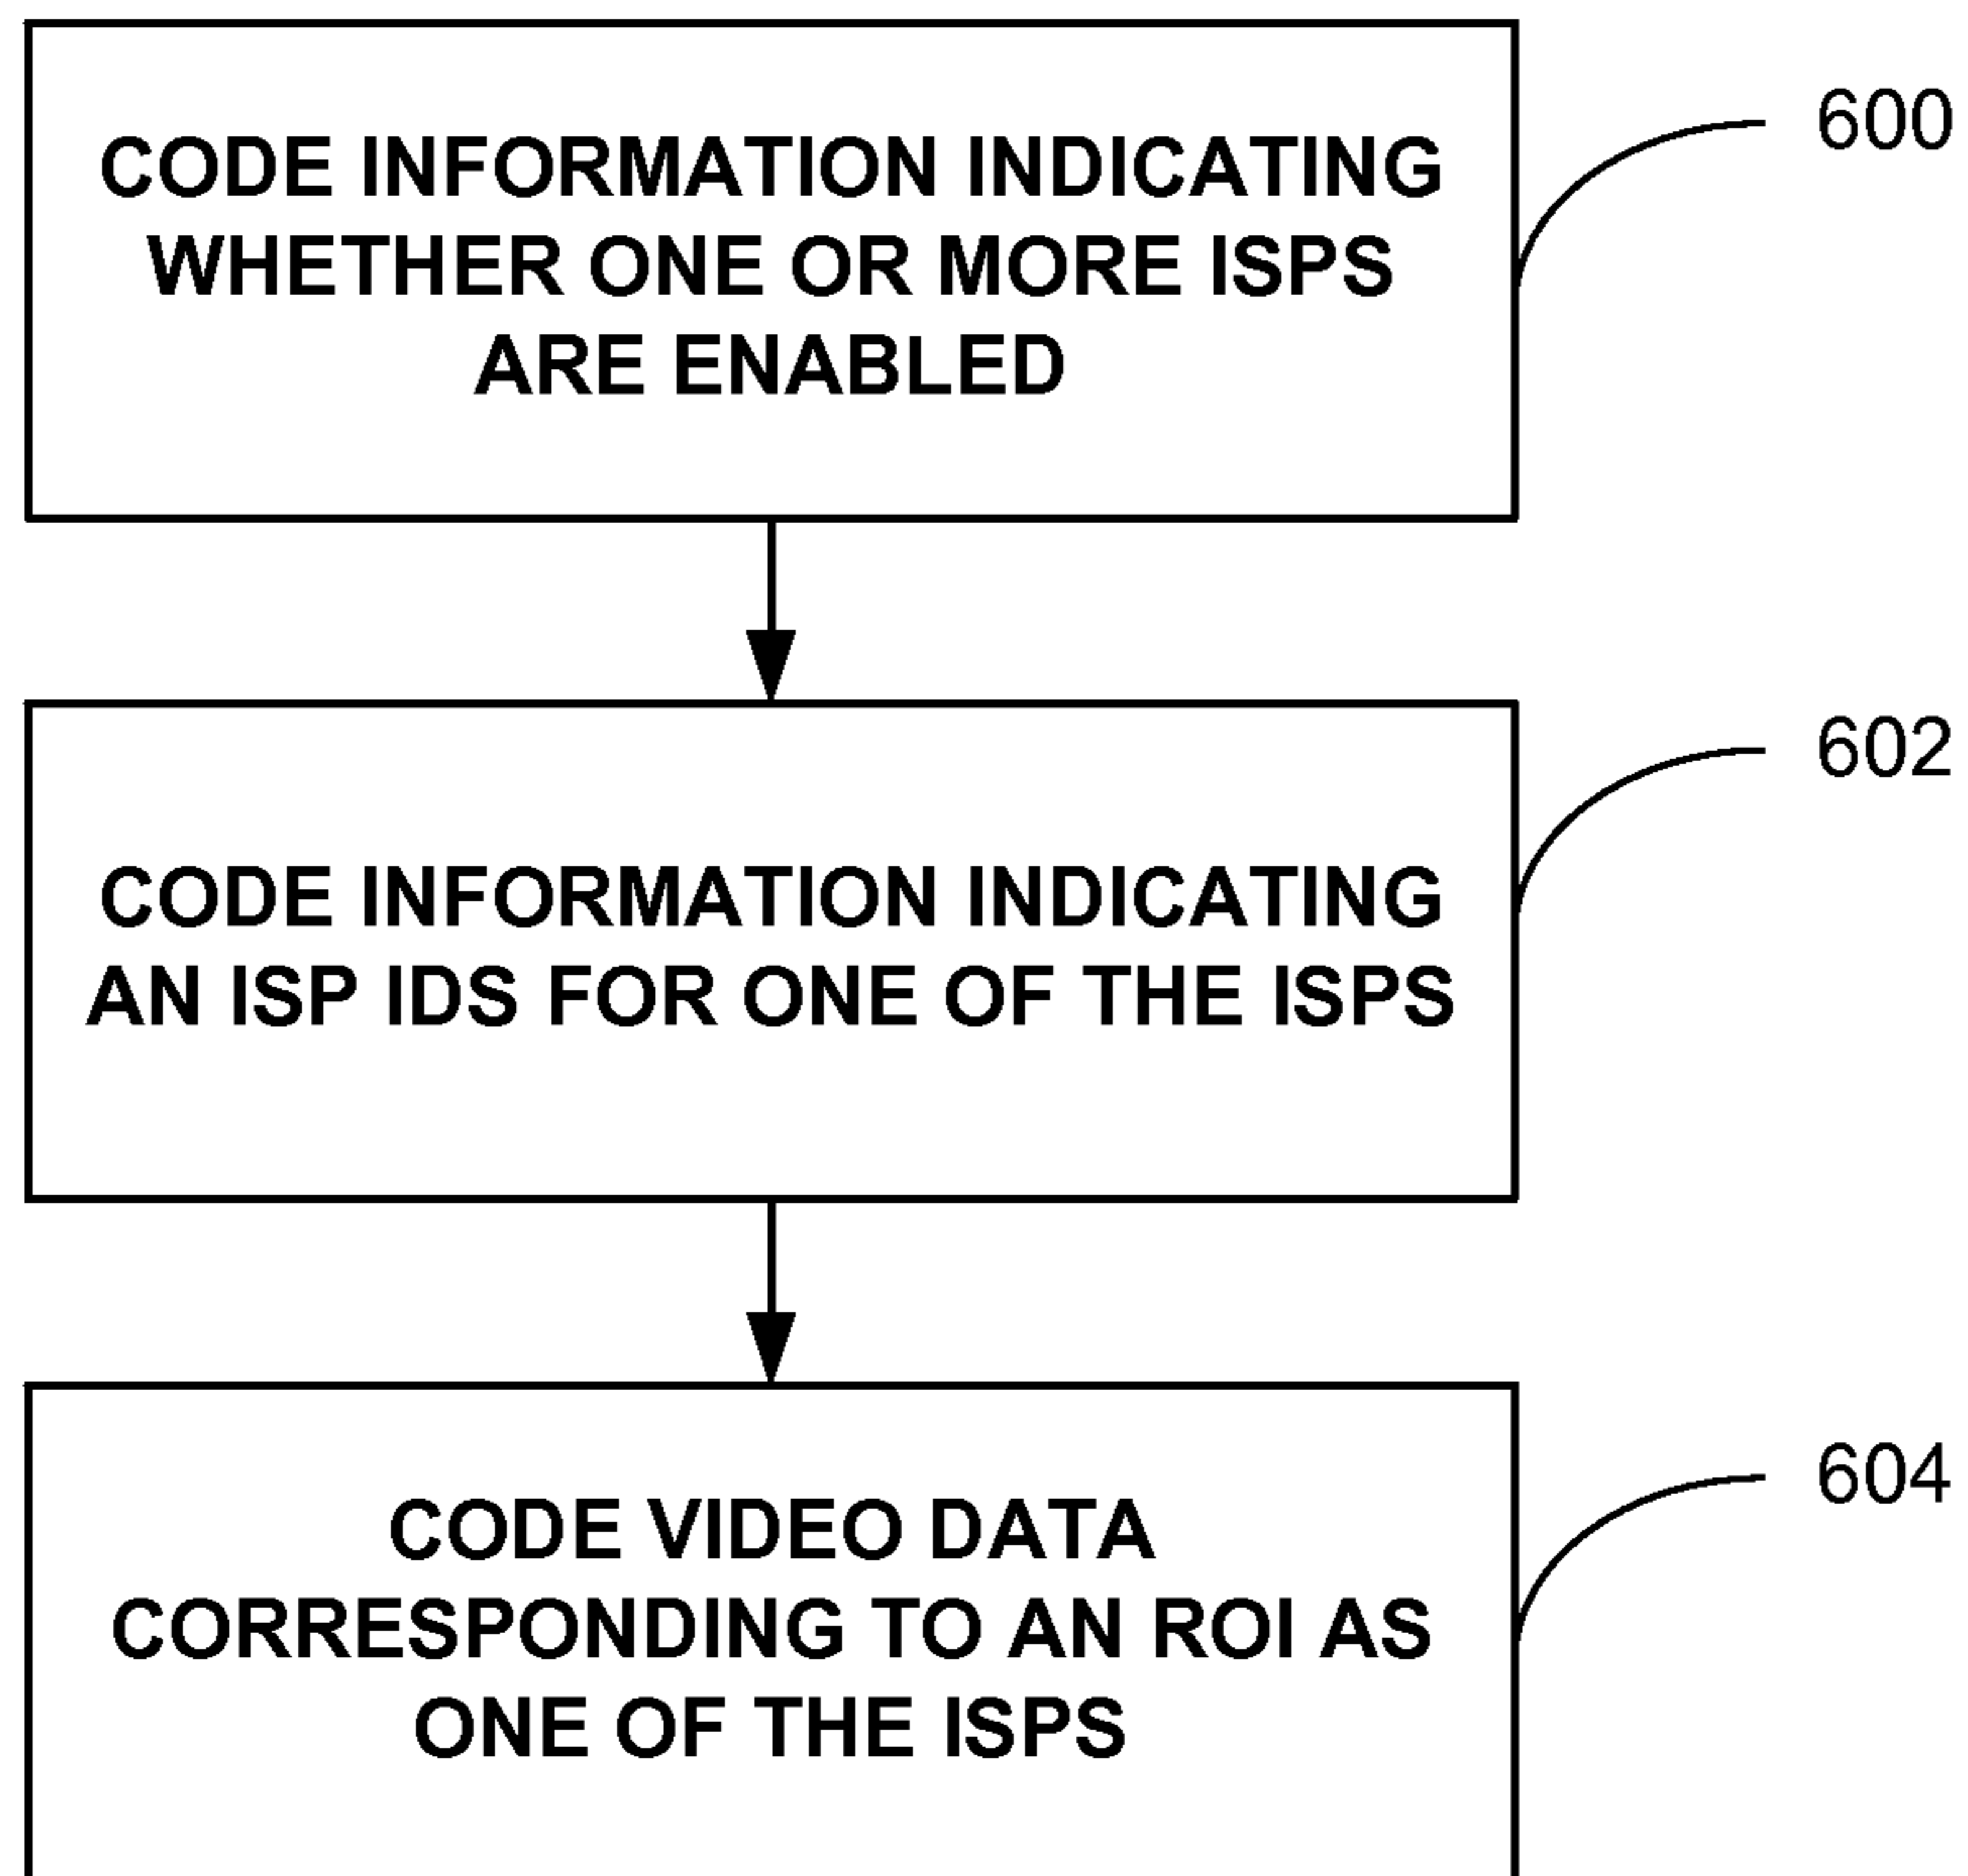 CODE INFORMATION INDICATING
WHETHER ONE OR MORE ISPS
ARE ENABLED
600
CODE INFORMATION INDICATING
AN ISP IDS FOR ONE OF THE ISPS
602
CODE VIDEO DATA
CORRESPONDING TO AN ROI AS
ONE OF THE ISPS
604